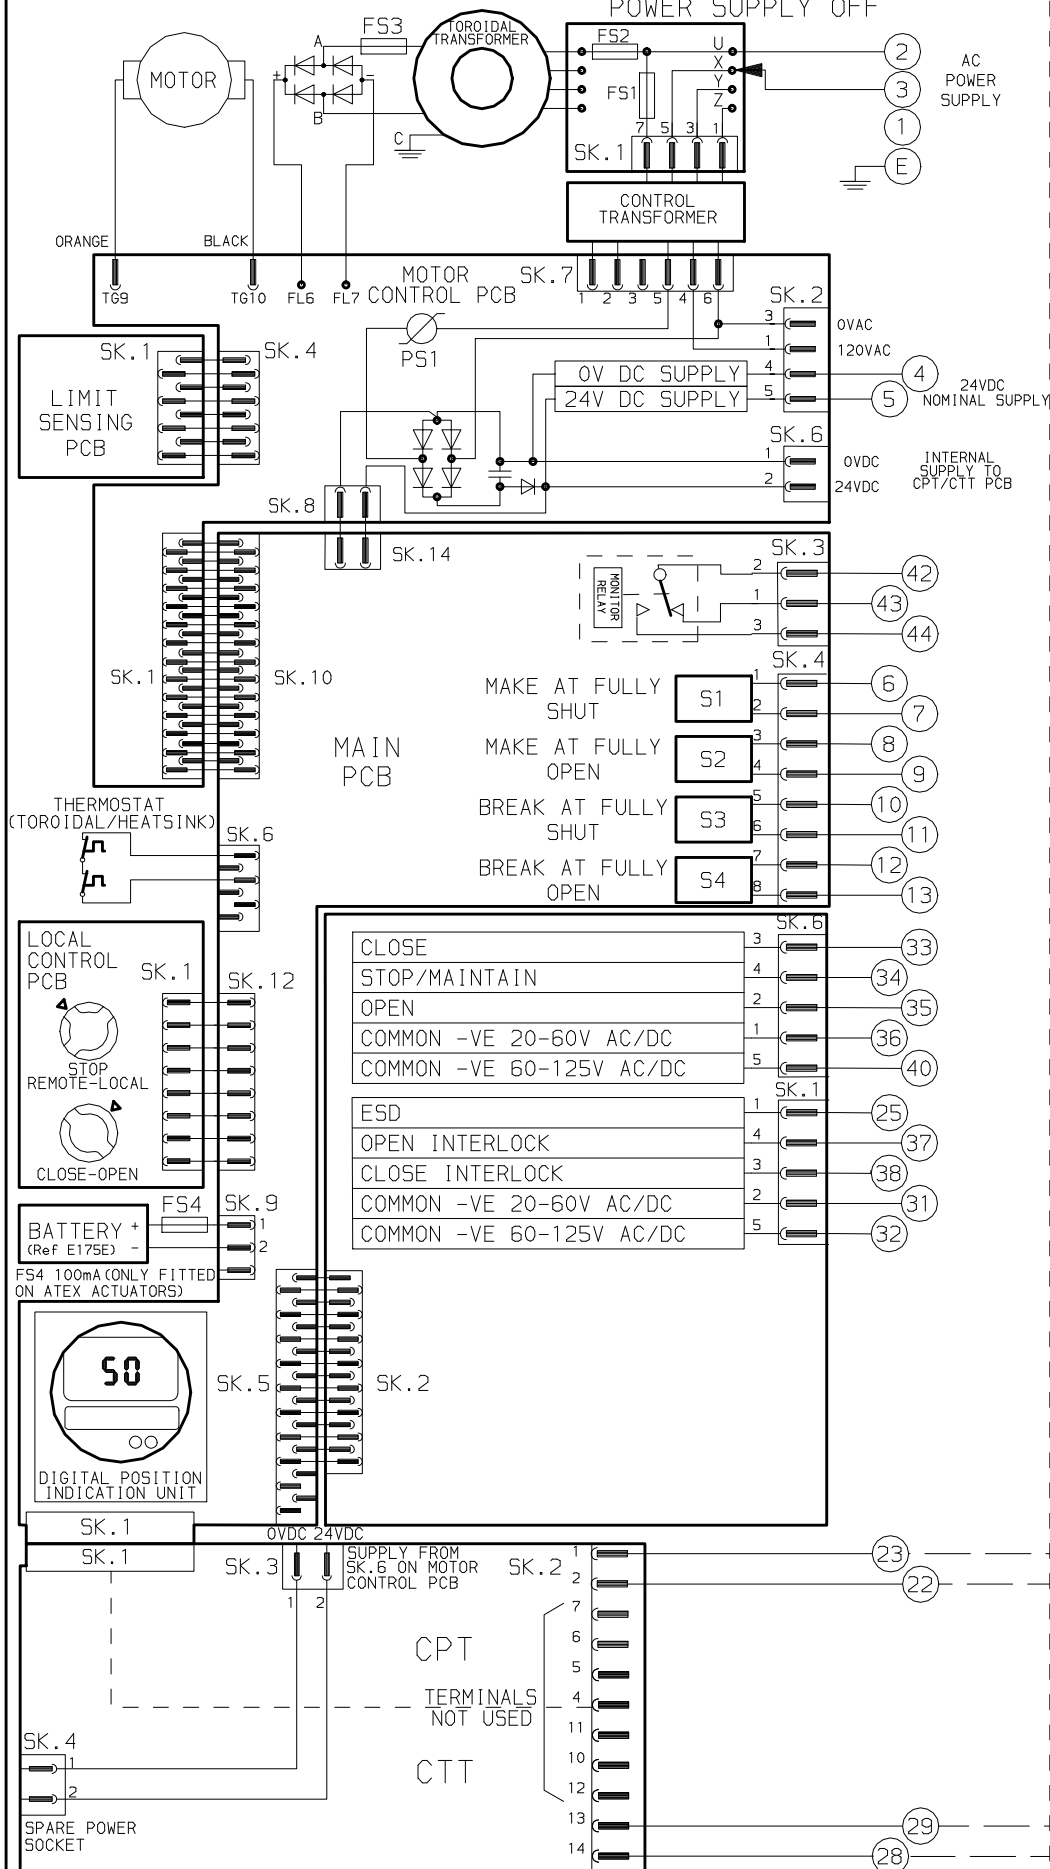 POWER SUPPLY OFF
MOTOR
FS3
A
B
+
−
C
TOROIDAL
TRANSFORMER
FS2
FS1
U
X
Y
Z
7 5 3 1
SK.1
2
3
1
E
AC
POWER
SUPPLY
CONTROL
TRANSFORMER
ORANGE
BLACK
TG9
TG10
FL6
FL7
MOTOR
CONTROL PCB
SK.7
1 2 3 5 4 6
PS1
SK.2
3
0VAC
1
120VAC
0V DC SUPPLY
4
4
24V DC SUPPLY
5
5
24VDC
NOMINAL SUPPLY
SK.1
SK.4
LIMIT
SENSING
PCB
SK.6
1
0VDC
2
24VDC
INTERNAL
SUPPLY TO
CPT/CTT PCB
SK.8
SK.14
SK.3
MONITOR
RELAY
2
42
1
43
3
44
SK.1
SK.10
MAIN
PCB
SK.4
MAKE AT FULLY
SHUT
S1
1
6
2
7
MAKE AT FULLY
OPEN
S2
3
8
4
9
BREAK AT FULLY
SHUT
S3
5
10
6
11
BREAK AT FULLY
OPEN
S4
7
12
8
13
THERMOSTAT
(TOROIDAL/HEATSINK)
SK.6
SK.6
CLOSE
3
33
STOP/MAINTAIN
4
34
OPEN
2
35
COMMON -VE 20-60V AC/DC
1
36
COMMON -VE 60-125V AC/DC
5
40
LOCAL
CONTROL
PCB
SK.1
SK.12
STOP
REMOTE-LOCAL
CLOSE-OPEN
SK.1
ESD
1
25
OPEN INTERLOCK
4
37
CLOSE INTERLOCK
3
38
COMMON -VE 20-60V AC/DC
2
31
COMMON -VE 60-125V AC/DC
5
32
BATTERY
(Ref E175E)
+
−
FS4
SK.9
1
2
FS4 100mA(ONLY FITTED
ON ATEX ACTUATORS)
50
DIGITAL POSITION
INDICATION UNIT
SK.5
SK.2
SK.1
SK.1
0VDC 24VDC
SK.3
SUPPLY FROM
SK.6 ON MOTOR
CONTROL PCB
1 2
SK.2
1
23
2
22
7
6
5
4
11
10
12
13
29
14
28
CPT
TERMINALS
NOT USED
CTT
SK.4
1
2
SPARE POWER
SOCKET